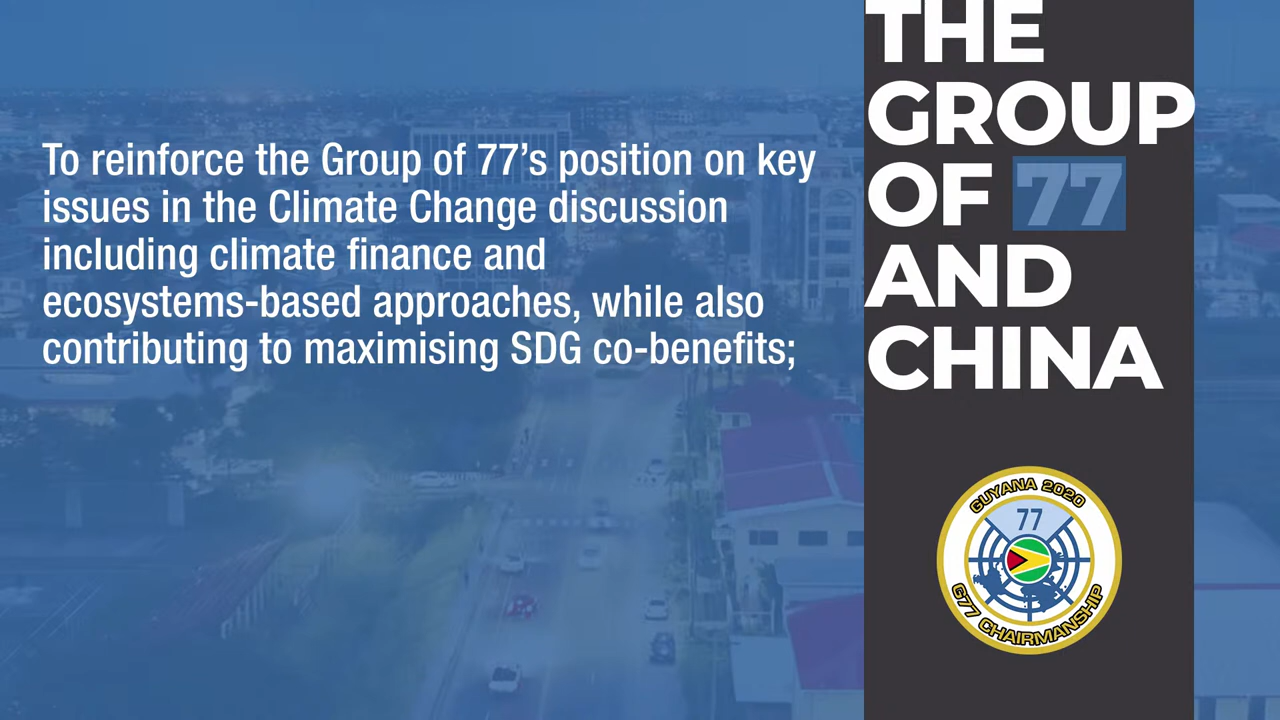 To reinforce the Group of 77’s position on key
issues in the Climate Change discussion
including climate finance and
ecosystems-based approaches, while also
contributing to maximising SDG co-benefits;
THE
GROUP
OF 77
AND
CHINA
GUYANA 2020
77
G77 CHAIRMANSHIP